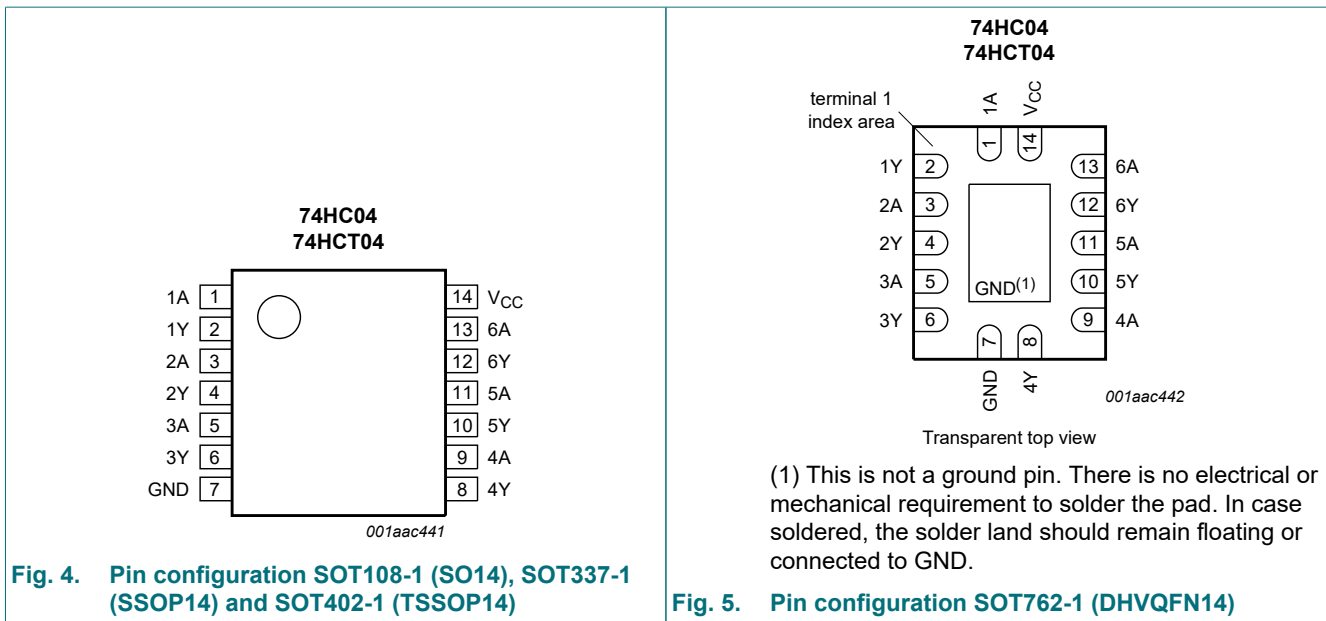 74HC04
74HCT04
1A 1 14 VCC
1Y 2 13 6A
2A 3 12 6Y
2Y 4 11 5A
3A 5 10 5Y
3Y 6 9 4A
GND 7 8 4Y
001aac441
Fig. 4. Pin configuration SOT108-1 (SO14), SOT337-1
(SSOP14) and SOT402-1 (TSSOP14)
74HC04
74HCT04
terminal 1
index area
1A VCC
1 14
1Y 2 13 6A
2A 3 12 6Y
2Y 4 11 5A
3A 5 GND(1) 10 5Y
3Y 6 9 4A
7 8
GND 4Y
001aac442
Transparent top view
(1) This is not a ground pin. There is no electrical or
mechanical requirement to solder the pad. In case
soldered, the solder land should remain floating or
connected to GND.
Fig. 5. Pin configuration SOT762-1 (DHVQFN14)